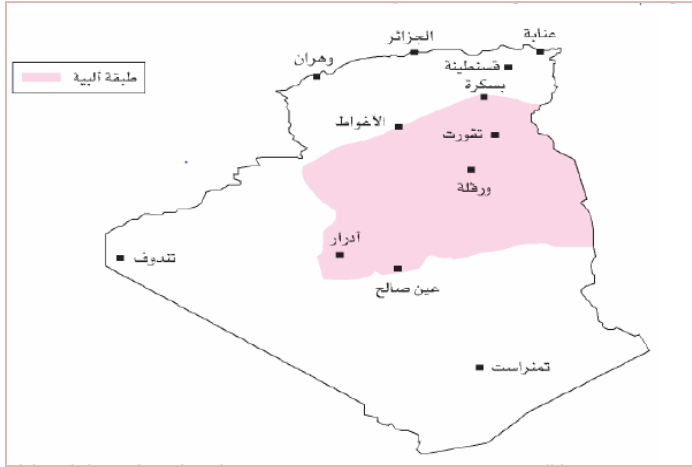 عنابة
الجزائر
قسنطينة
وهران
بسكرة
طبقة ألبية
الأغواط
تقورت
ورقلة
أدرار
تندوف
عين صالح
تمنراست